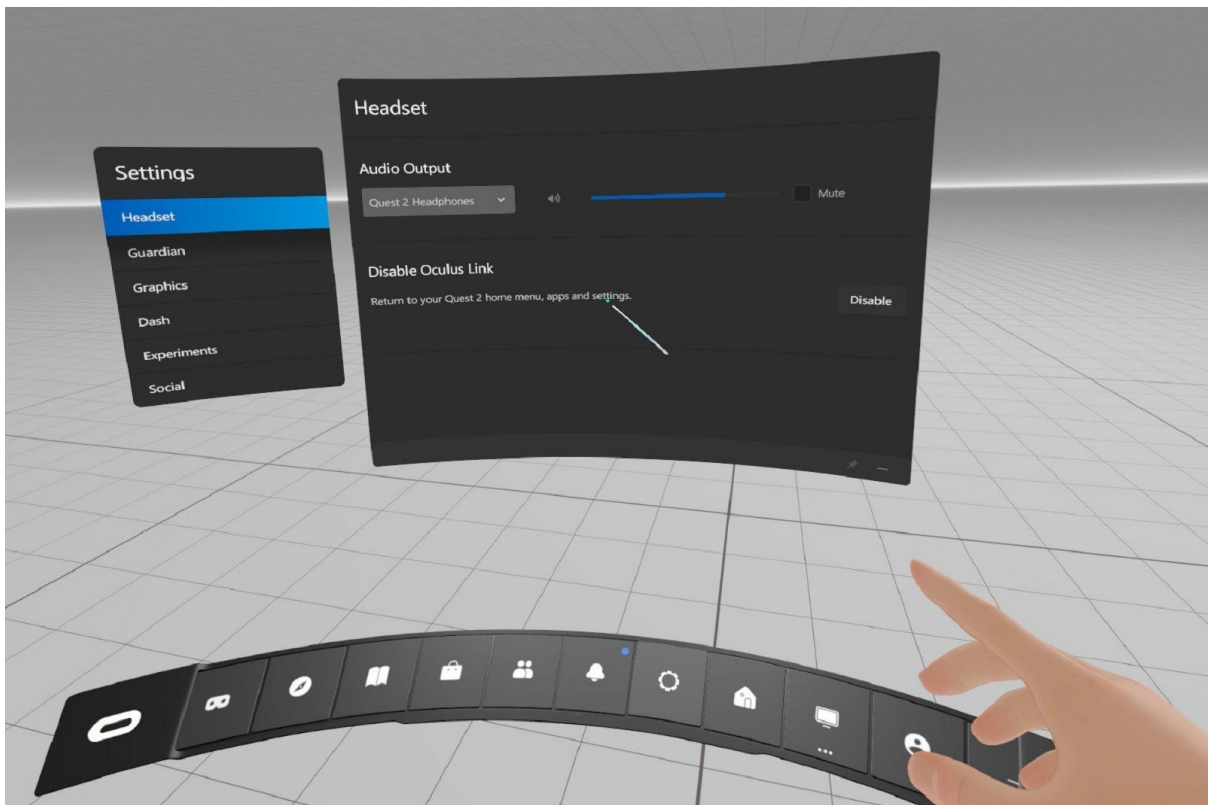 Settings
Headset
Guardian
Graphics
Dash
Experiments
Social
Headset
Audio Output
Quest 2 Headphones
Mute
Disable Oculus Link
Return to your Quest 2 home menu, apps and settings.
Disable